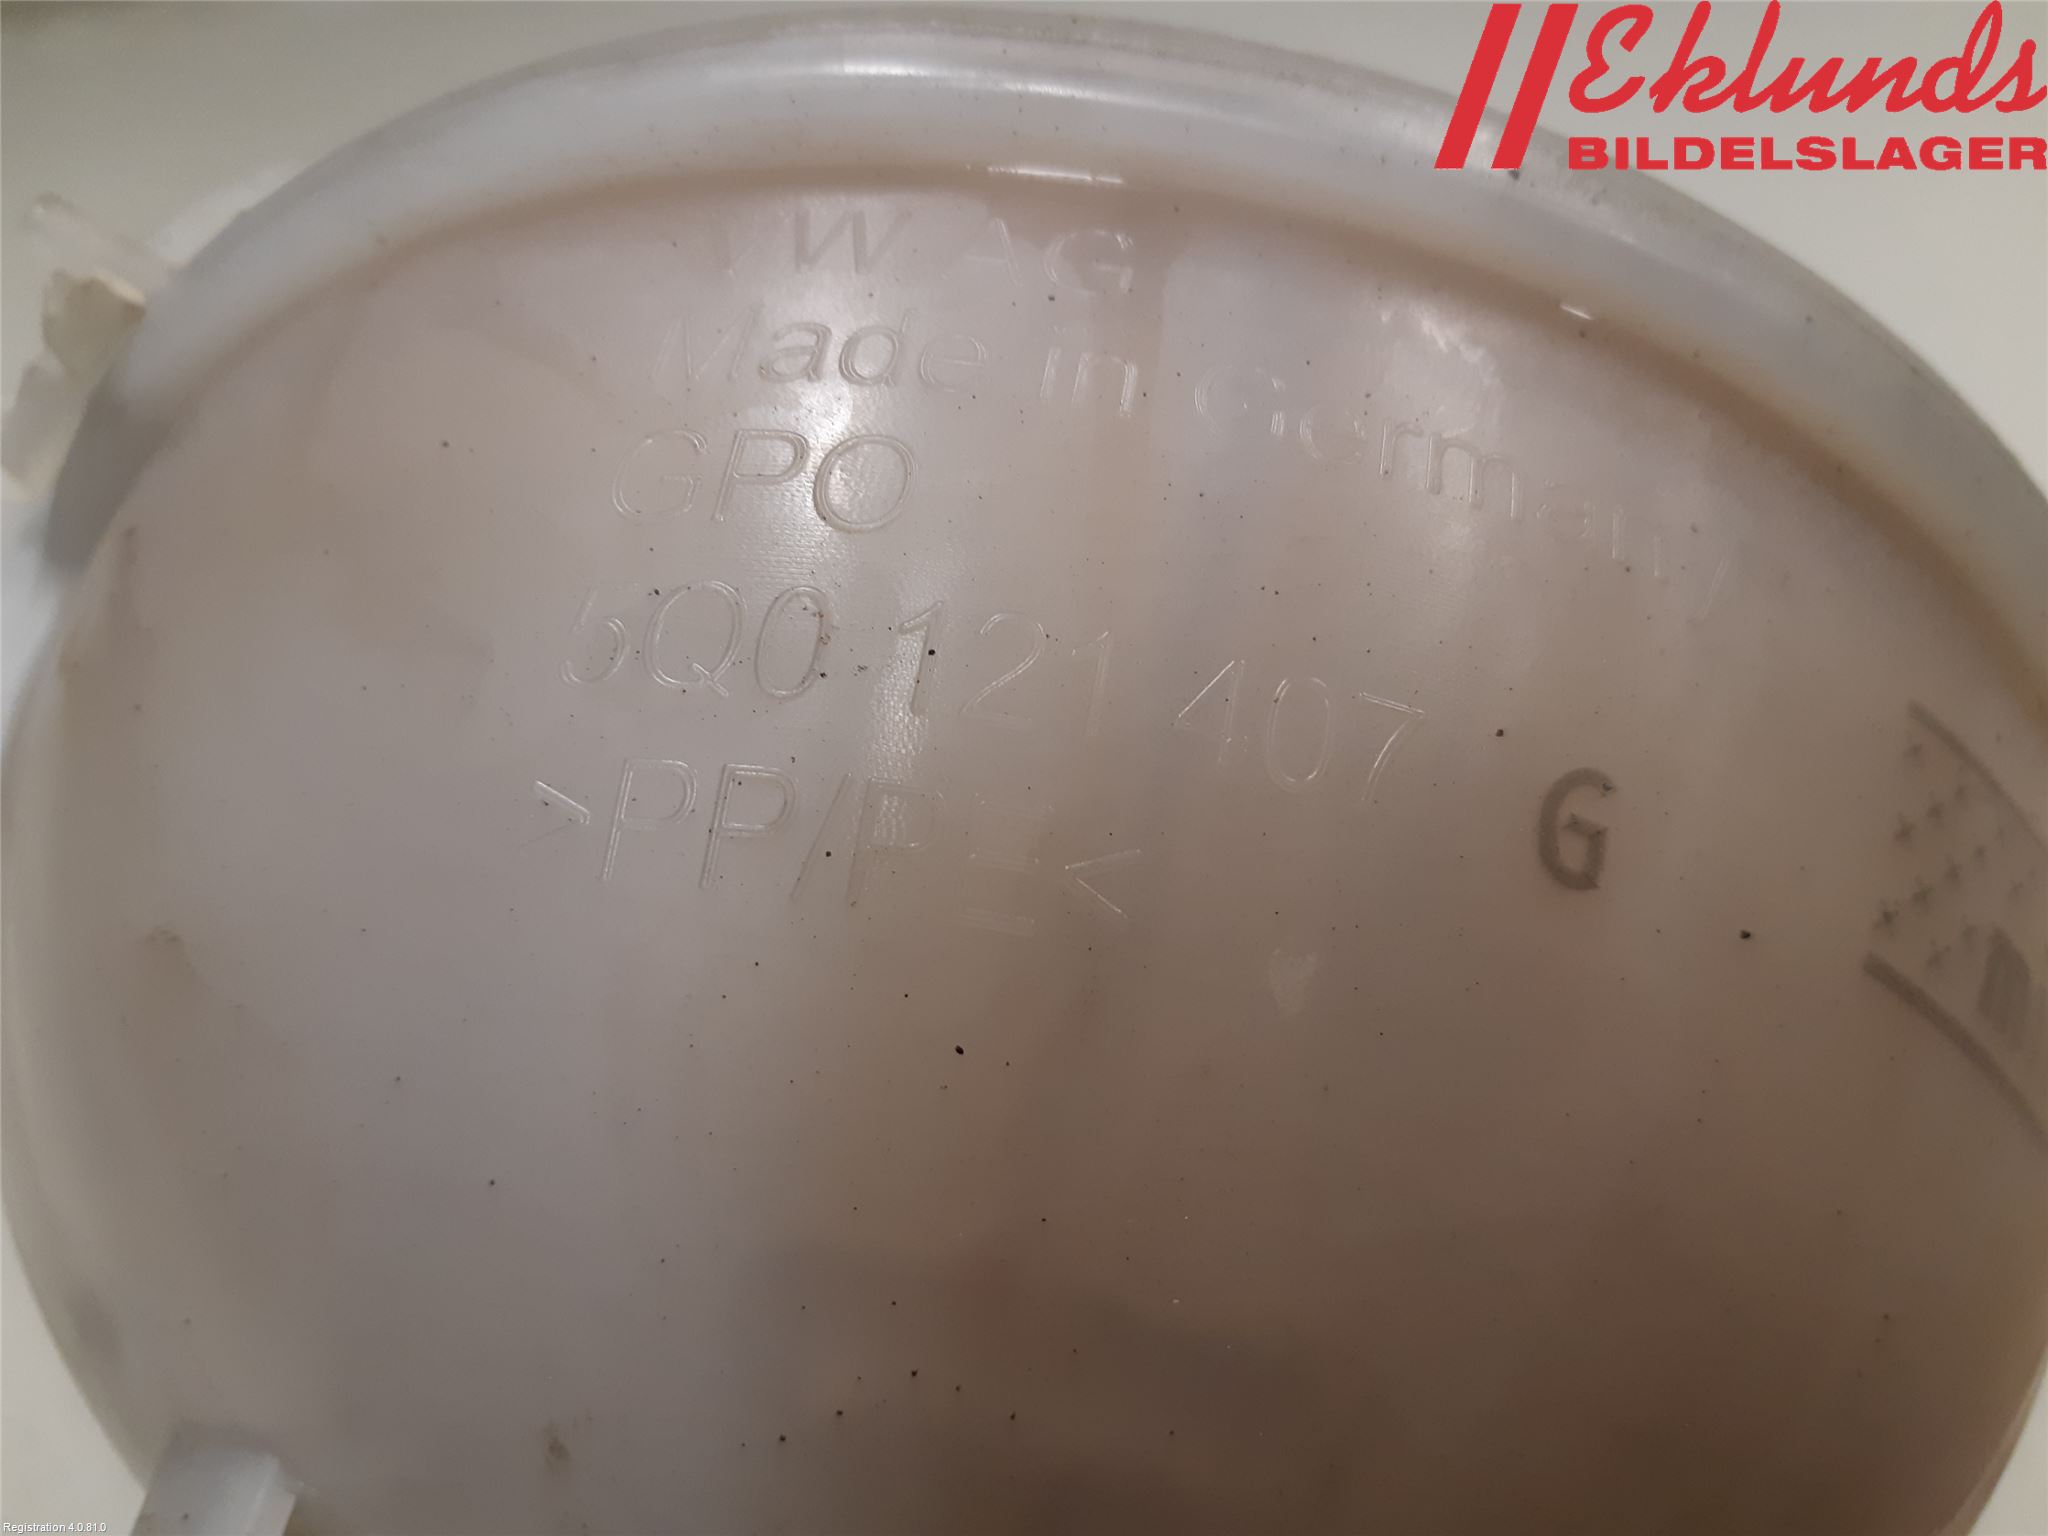 Eklunds
BILDELSLAGER
VW AG
Made in Germany
GPO
5Q0 121 407 G
>PP/PE<
Registration 4.0.81.0